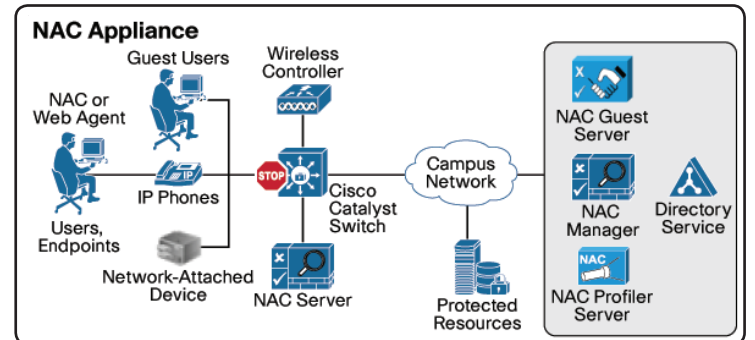 NAC Appliance
Guest Users
Wireless
Controller
NAC or
Web Agent
IP
IP Phones
Users,
Endpoints
Network-Attached
Device
STOP
Cisco
Catalyst
Switch
NAC Server
Campus
Network
Protected
Resources
NAC Guest
Server
NAC
Manager
Directory
Service
NAC
NAC Profiler
Server